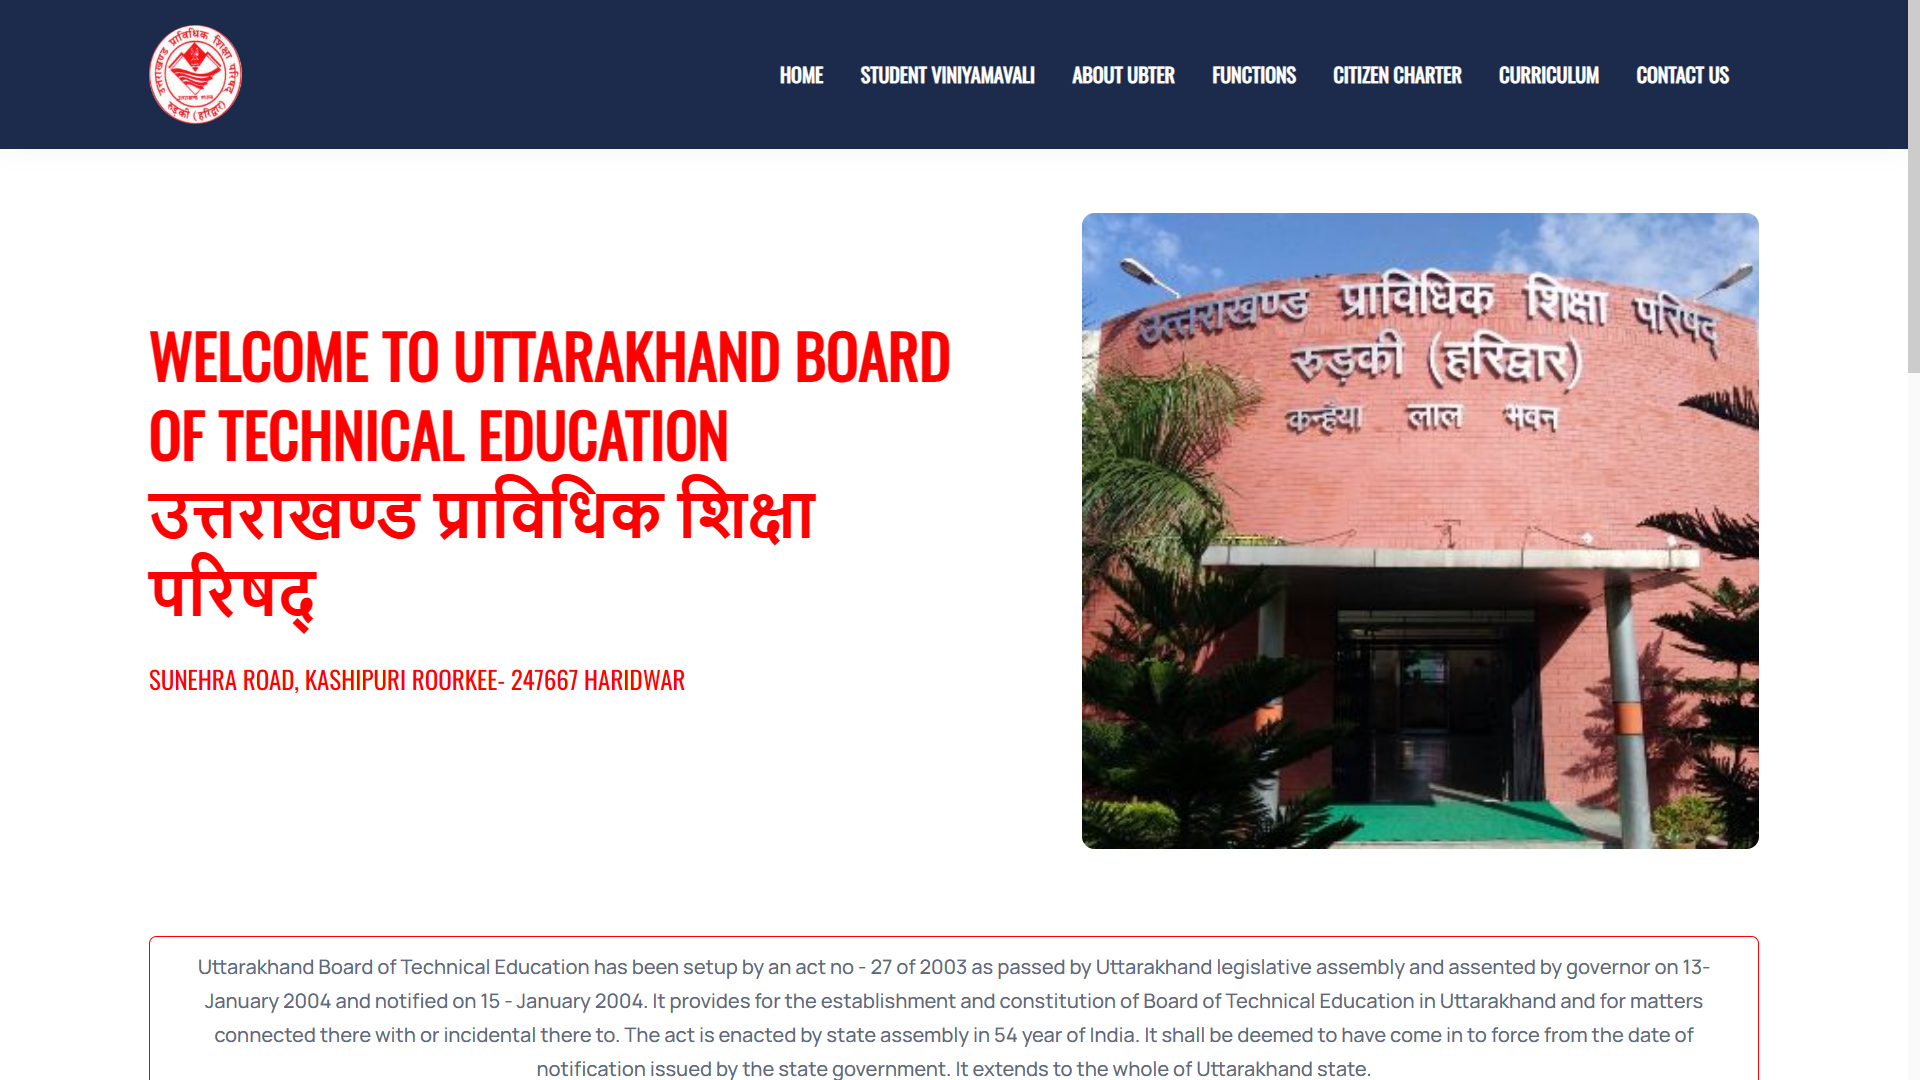 उत्तराखण्ड प्राविधिक शिक्षा परिषद्
रुड़की (हरिद्वार)
HOME STUDENT VINIYAMAVALI ABOUT UBTER FUNCTIONS CITIZEN CHARTER CURRICULUM CONTACT US
WELCOME TO UTTARAKHAND BOARD
OF TECHNICAL EDUCATION
उत्तराखण्ड प्राविधिक शिक्षा
परिषद्
SUNEHRA ROAD, KASHIPURI ROORKEE- 247667 HARIDWAR
उत्तराखण्ड प्राविधिक शिक्षा परिषद्
रुड़की (हरिद्वार)
कन्हैया लाल भवन
Uttarakhand Board of Technical Education has been setup by an act no - 27 of 2003 as passed by Uttarakhand legislative assembly and assented by governor on 13-
January 2004 and notified on 15 - January 2004. It provides for the establishment and constitution of Board of Technical Education in Uttarakhand and for matters
connected there with or incidental there to. The act is enacted by state assembly in 54 year of India. It shall be deemed to have come in to force from the date of
notification issued by the state government. It extends to the whole of Uttarakhand state.